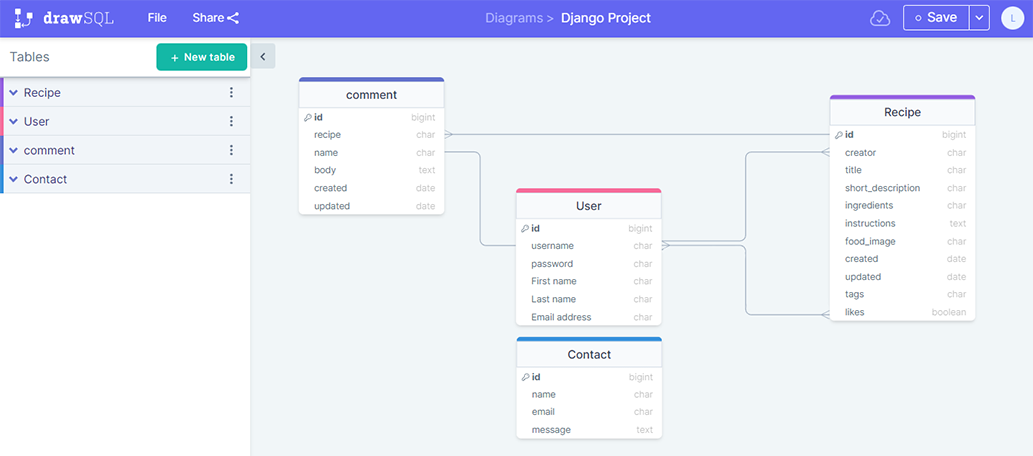 drawSQL File Share Diagrams > Django Project Save L
Tables + New table
Recipe
User
comment
Contact
comment
id bigint
recipe char
name char
body text
created date
updated date
User
id bigint
username char
password char
First name char
Last name char
Email address char
Contact
id bigint
name char
email char
message text
Recipe
id bigint
creator char
title char
short_description char
ingredients char
instructions text
food_image char
created date
updated date
tags char
likes boolean